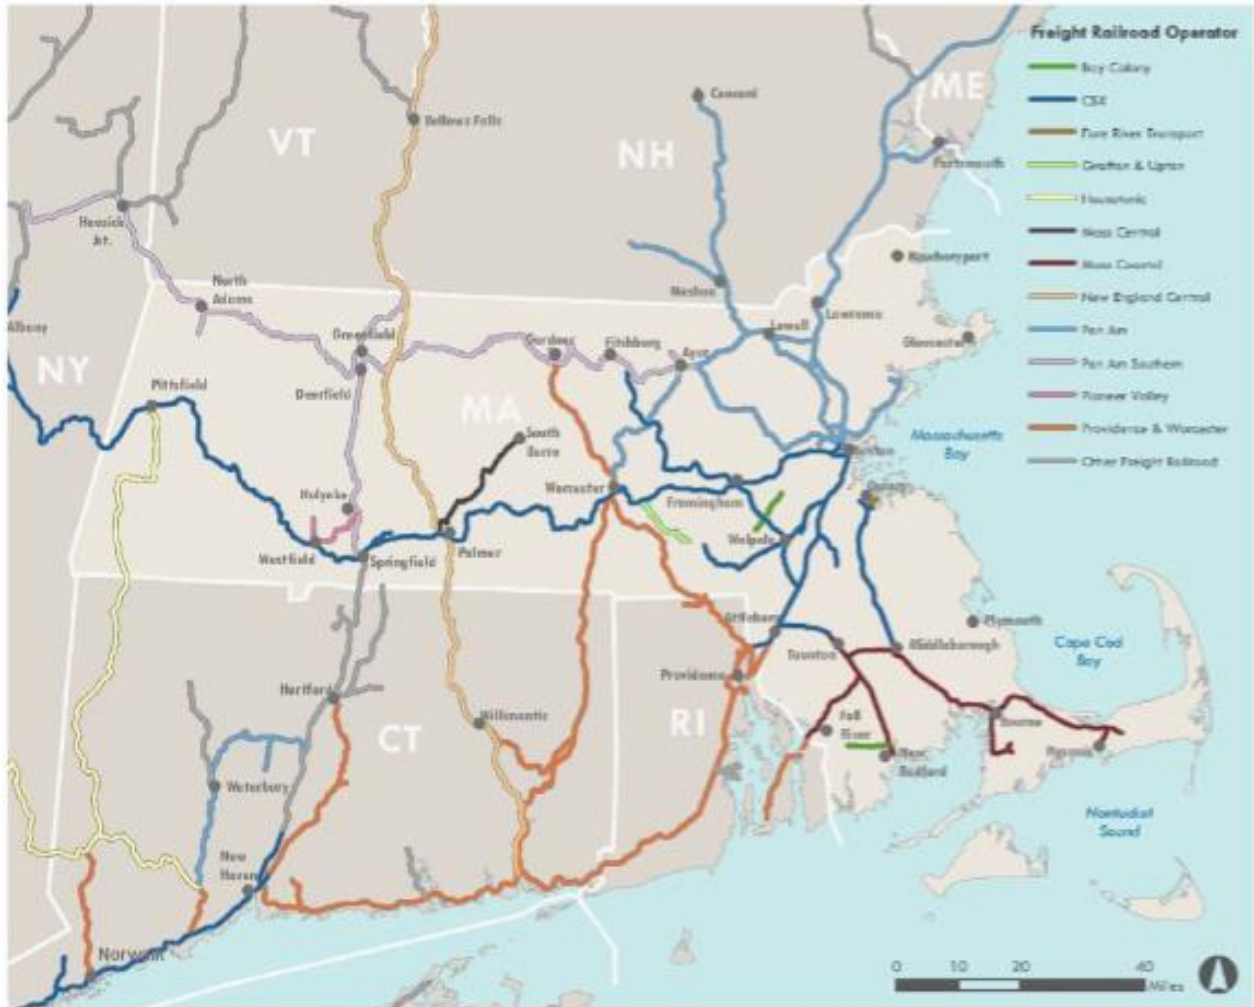 Freight Railroad Operator
Bay Colony
CSX
Fore River Transport
Grafton & Upton
Housatonic
Mass Central
Mass Coastal
New England Central
Pan Am
Pan Am Southern
Pioneer Valley
Providence & Worcester
Other Freight Railroad
VT
NH
ME
NY
MA
CT
RI
Concord
Bellows Falls
Portsmouth
Hoosick
Jct.
Newburyport
Nashua
North
Adams
Albany
Lawrence
Lowell
Gloucester
Greenfield
Gardner
Fitchburg
Ayer
Pittsfield
Deerfield
South
Barre
Massachusetts
Bay
Boston
Worcester
Framingham
Quincy
Holyoke
Walpole
Westfield
Springfield
Palmer
Attleboro
Plymouth
Taunton
Middleborough
Cape Cod
Bay
Providence
Hartford
Willimantic
Fall
River
Bourne
New
Bedford
Hyannis
Waterbury
Nantucket
Sound
New
Haven
Norwalk
0 10 20 40
Miles